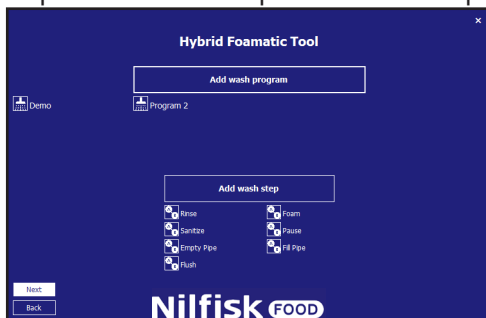 ×
Hybrid Foamatic Tool
Add wash program
Demo Program 2
Add wash step
Rinse Foam
Sanitize Pause
Empty Pipe Fill Pipe
Flush
Next
Back
Nilfisk FOOD